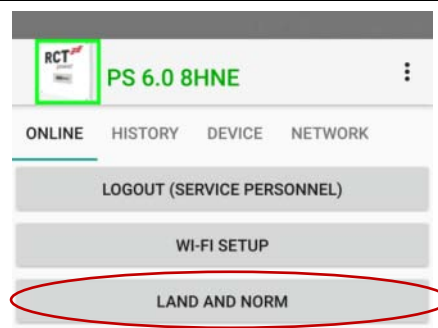 RCT
power
PS 6.0 8HNE
ONLINE HISTORY DEVICE NETWORK
LOGOUT (SERVICE PERSONNEL)
WI-FI SETUP
LAND AND NORM